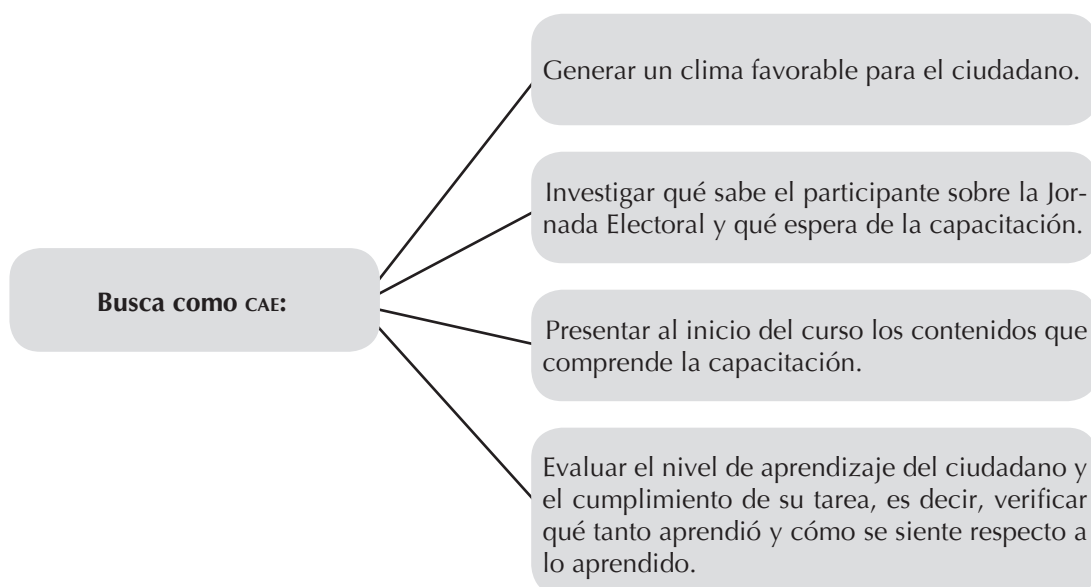 Generar un clima favorable para el ciudadano.
Investigar qué sabe el participante sobre la Jor-
nada Electoral y qué espera de la capacitación.
Busca como CAE:
Presentar al inicio del curso los contenidos que
comprende la capacitación.
Evaluar el nivel de aprendizaje del ciudadano y
el cumplimiento de su tarea, es decir, verificar
qué tanto aprendió y cómo se siente respecto a
lo aprendido.